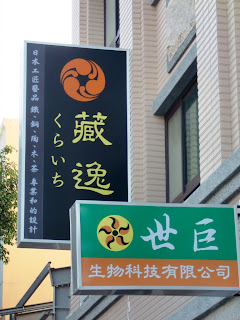 日本工匠藝品 鐵、銅、陶、木、茶 專業和的設計
藏逸
くらいち
世巨
生物科技有限公司